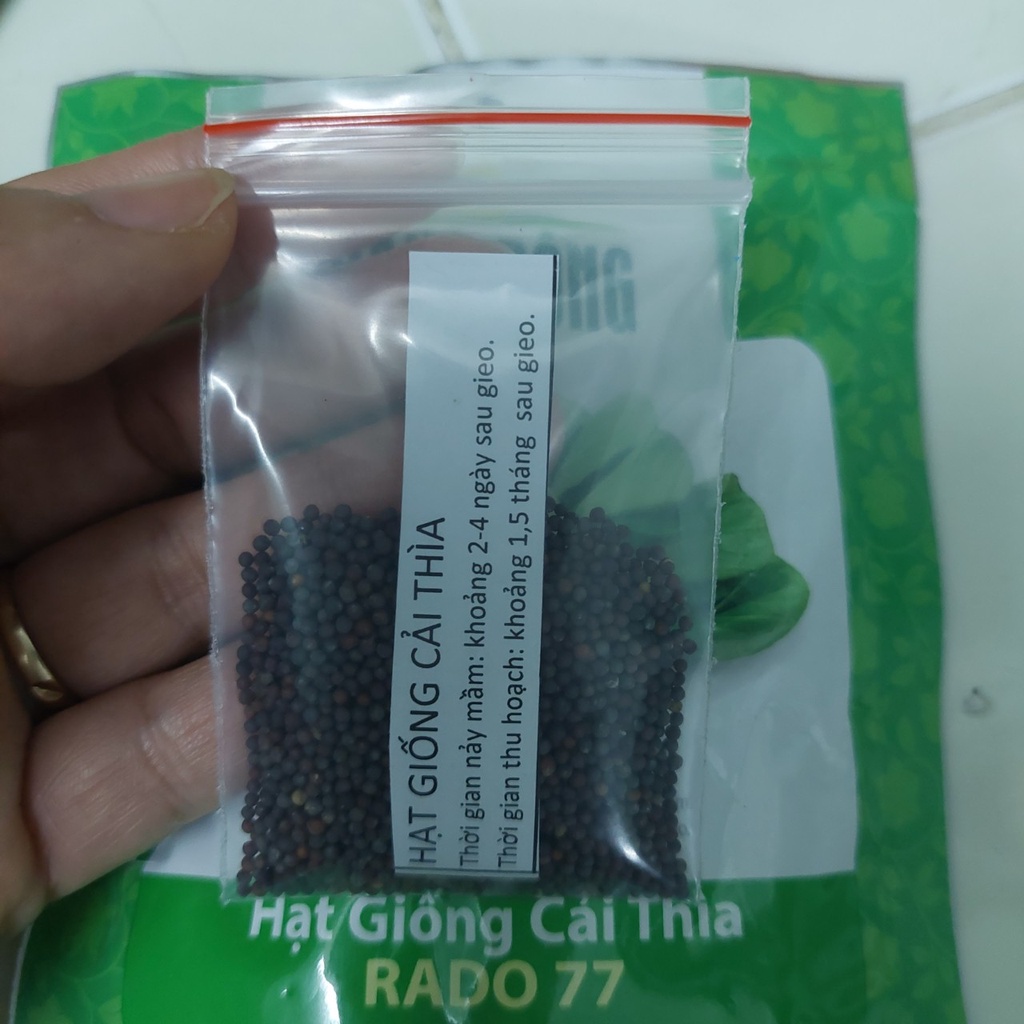 HẠT GIỐNG CẢI THÌA
Thời gian nảy mầm: khoảng 2-4 ngày sau gieo.
Thời gian thu hoạch: khoảng 1,5 tháng sau gieo.
Hạt Giống Cải Thìa
RADO 77